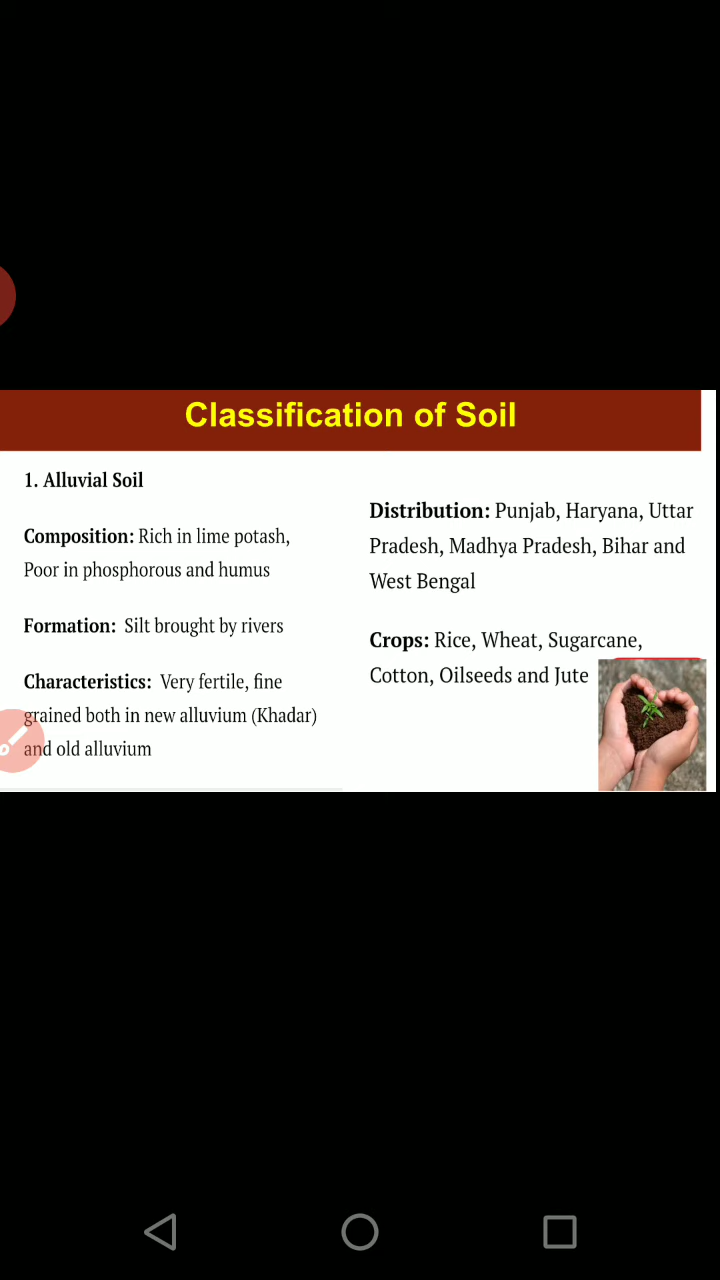 Classification of Soil
1. Alluvial Soil
Composition: Rich in lime potash,
Poor in phosphorous and humus
Formation: Silt brought by rivers
Characteristics: Very fertile, fine
grained both in new alluvium (Khadar)
and old alluvium
Distribution: Punjab, Haryana, Uttar
Pradesh, Madhya Pradesh, Bihar and
West Bengal
Crops: Rice, Wheat, Sugarcane,
Cotton, Oilseeds and Jute